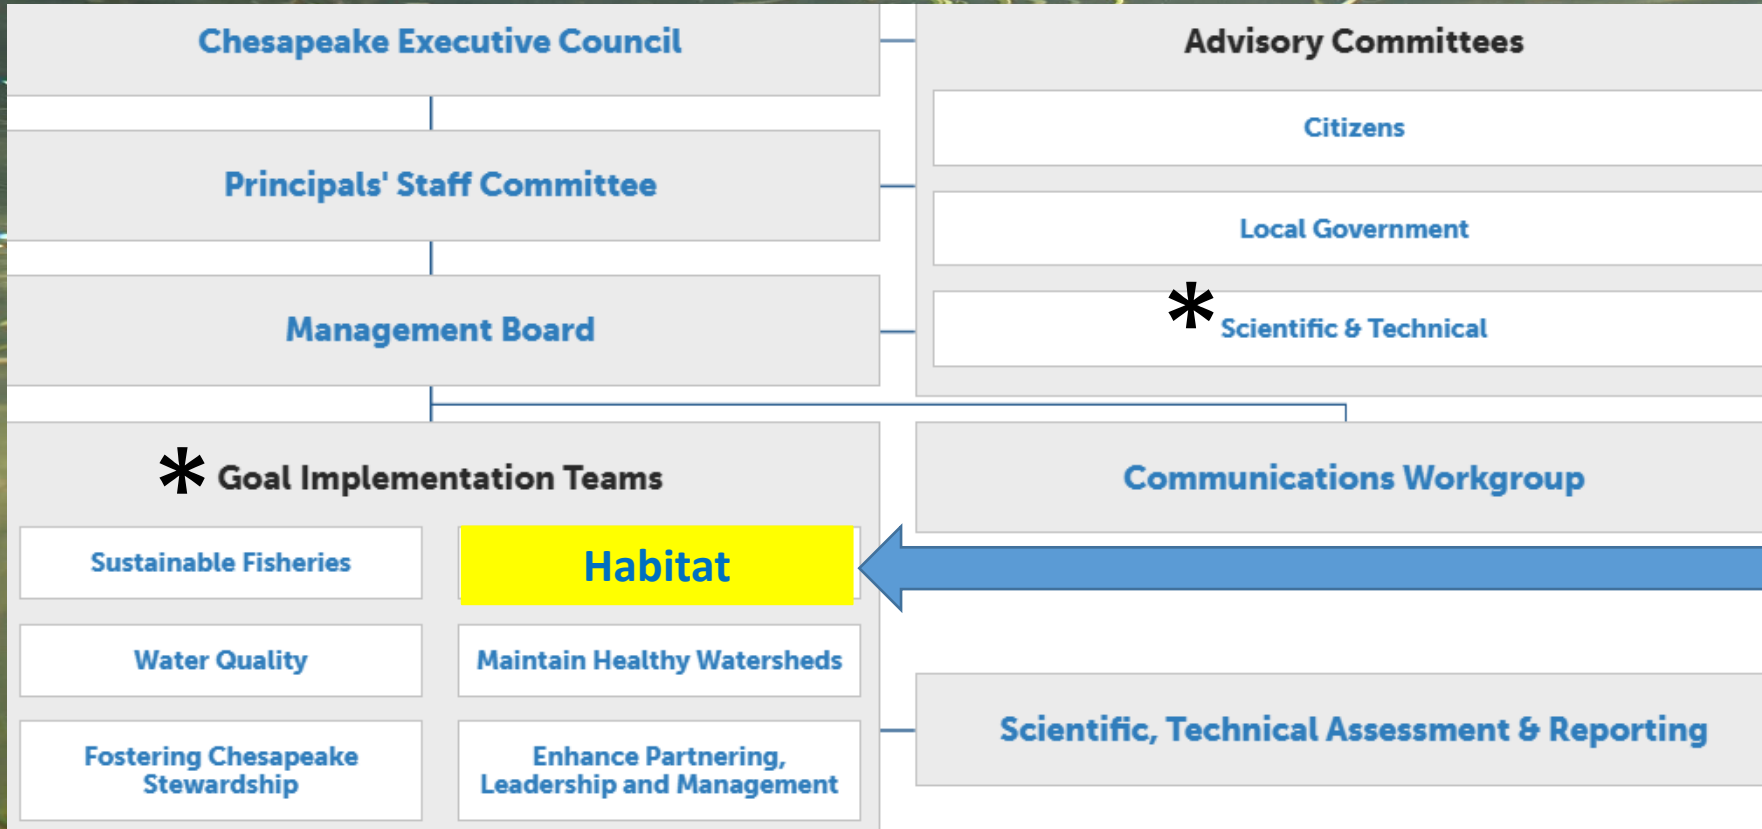 Chesapeake Executive Council
Advisory Committees
Citizens
Principals' Staff Committee
Local Government
Management Board
* Scientific & Technical
* Goal Implementation Teams
Communications Workgroup
Sustainable Fisheries
Habitat
Water Quality
Maintain Healthy Watersheds
Fostering Chesapeake
Stewardship
Enhance Partnering,
Leadership and Management
Scientific, Technical Assessment & Reporting